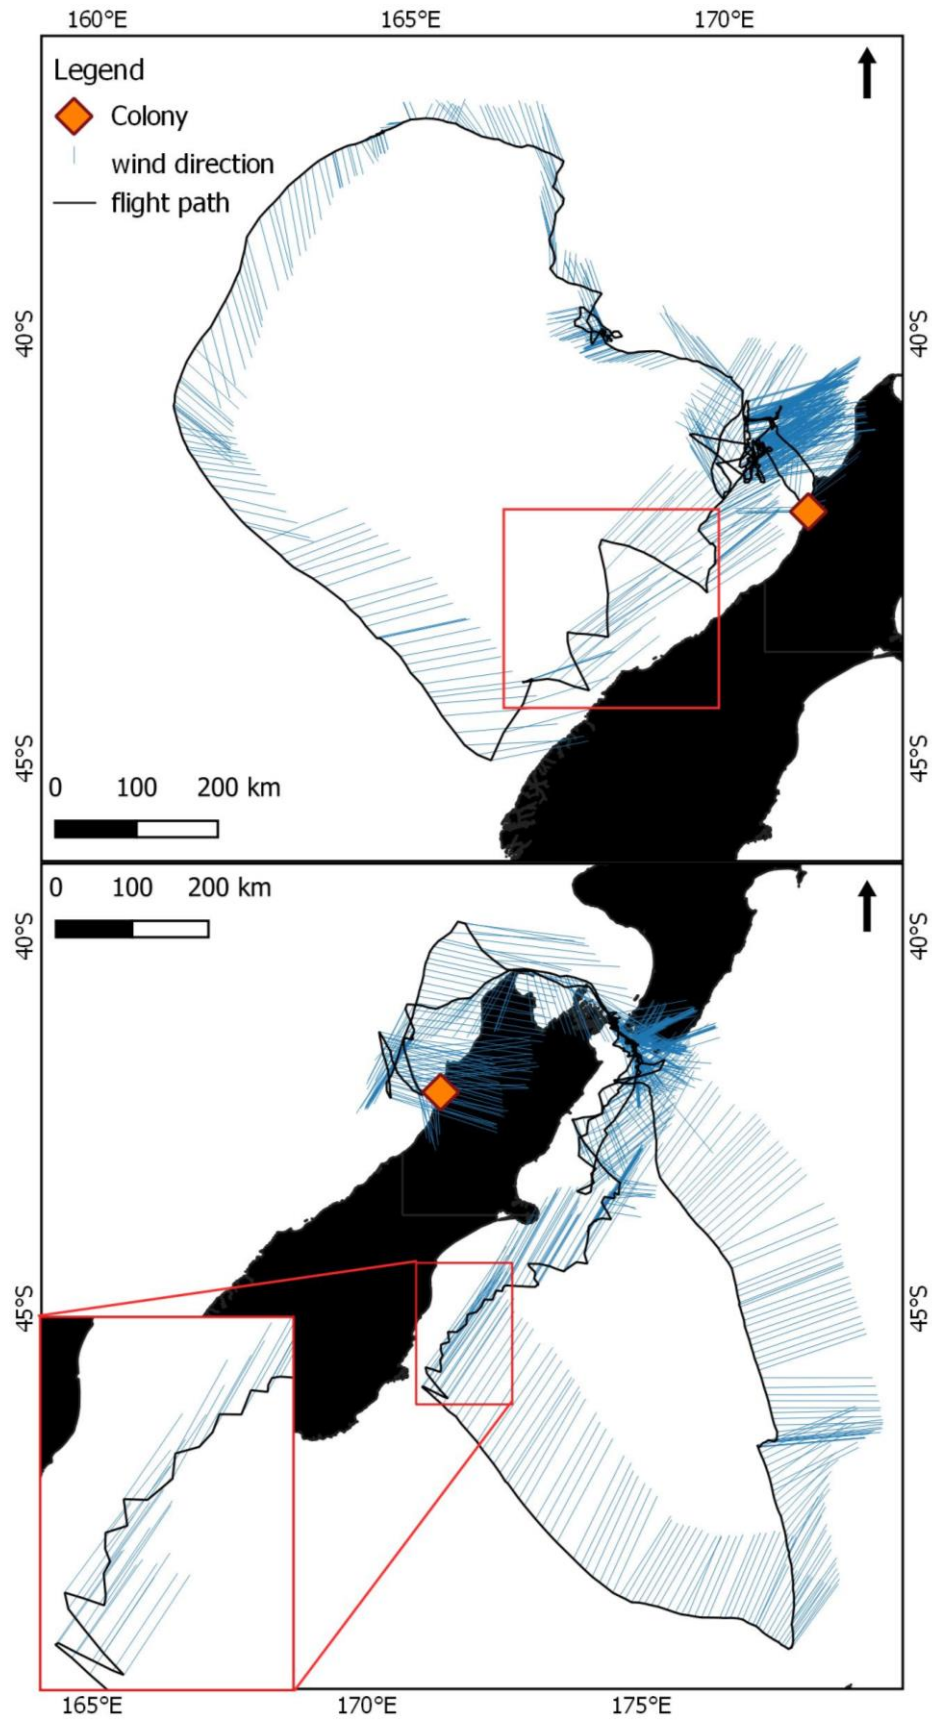 160°E 165°E 170°E
Legend
Colony
wind direction
flight path
40°S 40°S
45°S 45°S
0 100 200 km
0 100 200 km
40°S 40°S
45°S 45°S
165°E 170°E 175°E